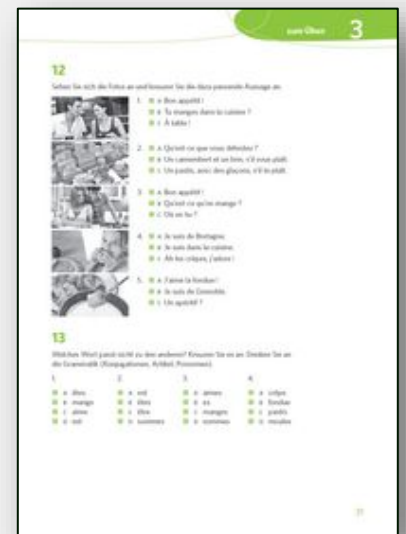 zum Üben 3
12
Sehen Sie sich die Fotos an und kreuzen Sie die dazu passende Aussage an.
1. a Bon appétit !
b Tu manges dans la cuisine ?
c À table !
2. a Qu'est-ce que vous détestez ?
b Un camembert et un brie, s'il vous plaît.
c Un pastis, avec des glaçons, s'il te plaît.
3. a Bon appétit !
b Qu'est-ce qu'on mange ?
c Où es-tu ?
4. a Je suis de Bretagne.
b Je suis dans la cuisine.
c Ah les crêpes, j'adore !
5. a J'aime la fondue !
b Je suis de Grenoble.
c Un apéritif ?
13
Welches Wort passt nicht zu den anderen? Kreuzen Sie es an. Denken Sie an
die Grammatik (Konjugationen, Artikel, Pronomen).
1. 2. 3. 4.
a êtes a est a aimes a crêpe
b mange b êtes b es b fondue
c aime c être c manges c pastis
d est d sommes d sommes d moules